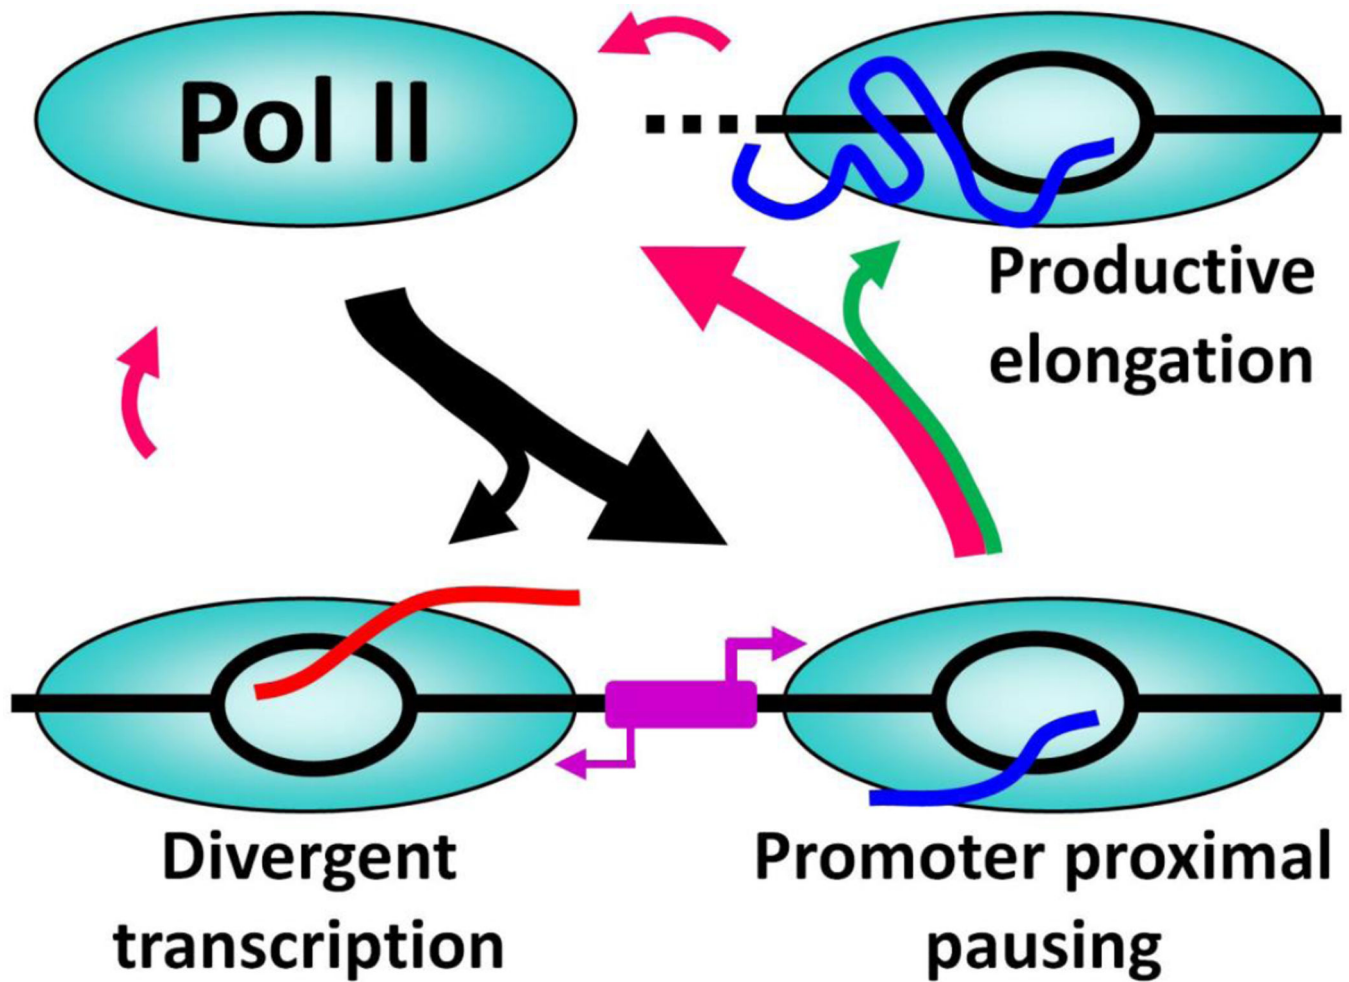 Pol II
Productive
elongation
Divergent
transcription
Promoter proximal
pausing